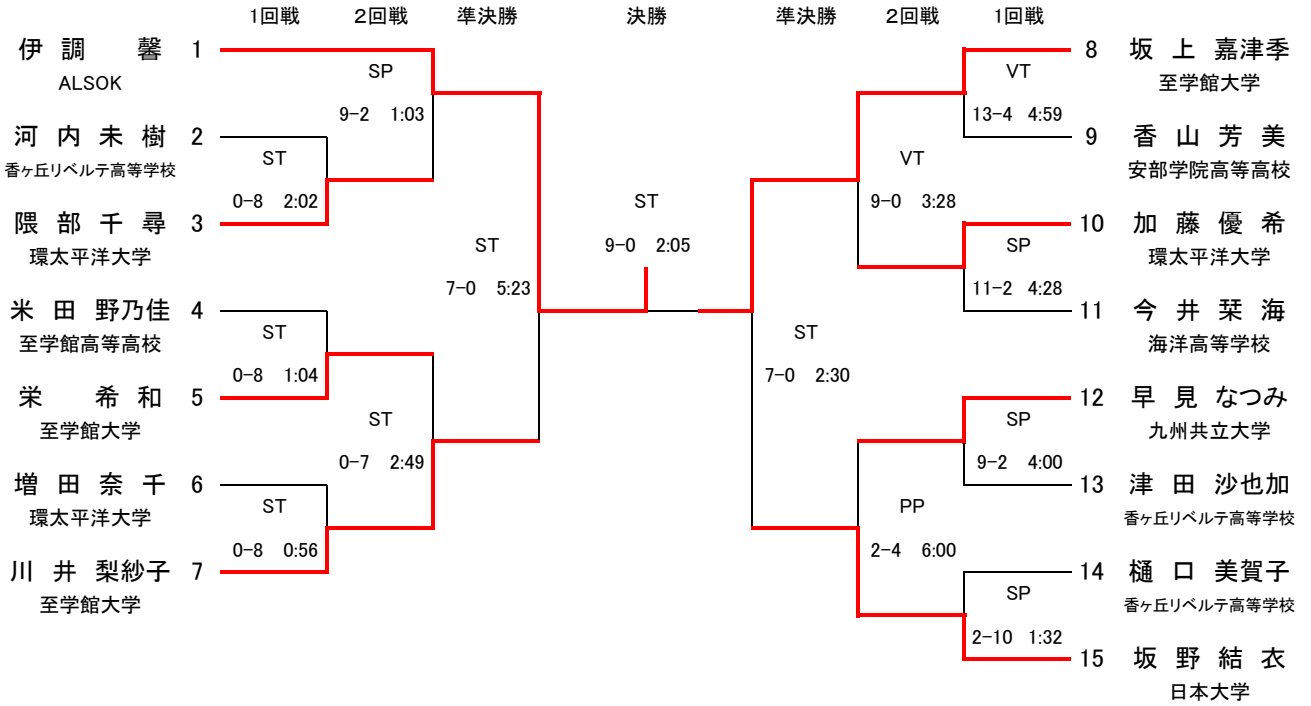 1回戦 2回戦 準決勝 決勝 準決勝 2回戦 1回戦
伊調 馨 1
ALSOK
SP
9-2 1:03
河内未樹 2
香ヶ丘リベルテ高等学校
ST
0-8 2:02
隈部千尋 3
環太平洋大学
ST
7-0 5:23
米田 野乃佳 4
至学館高等高校
ST
0-8 1:04
栄 希和 5
至学館大学
ST
0-7 2:49
増田奈千 6
環太平洋大学
ST
0-8 0:56
川井 梨紗子 7
至学館大学
ST
9-0 2:05
8 坂上 嘉津季
至学館大学
VT
13-4 4:59
9 香山芳美
安部学院高等高校
VT
9-0 3:28
10 加藤優希
環太平洋大学
SP
11-2 4:28
11 今井栞海
海洋高等学校
ST
7-0 2:30
12 早見 なつみ
九州共立大学
SP
9-2 4:00
13 津田 沙也加
香ヶ丘リベルテ高等学校
PP
2-4 6:00
14 樋口 美賀子
香ヶ丘リベルテ高等学校
SP
2-10 1:32
15 坂野結衣
日本大学